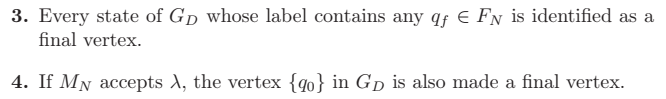 3. Every state of G_D whose label contains any q_f ∈ F_N is identified as a
final vertex.
4. If M_N accepts λ, the vertex {q_0} in G_D is also made a final vertex.